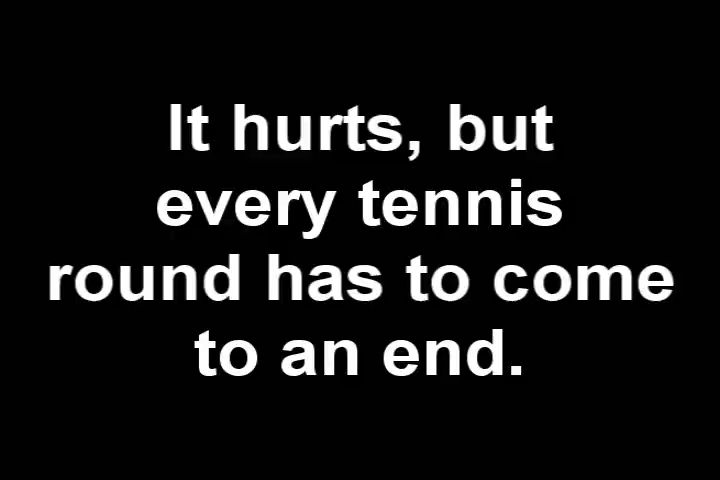 It hurts, but
every tennis
round has to come
to an end.